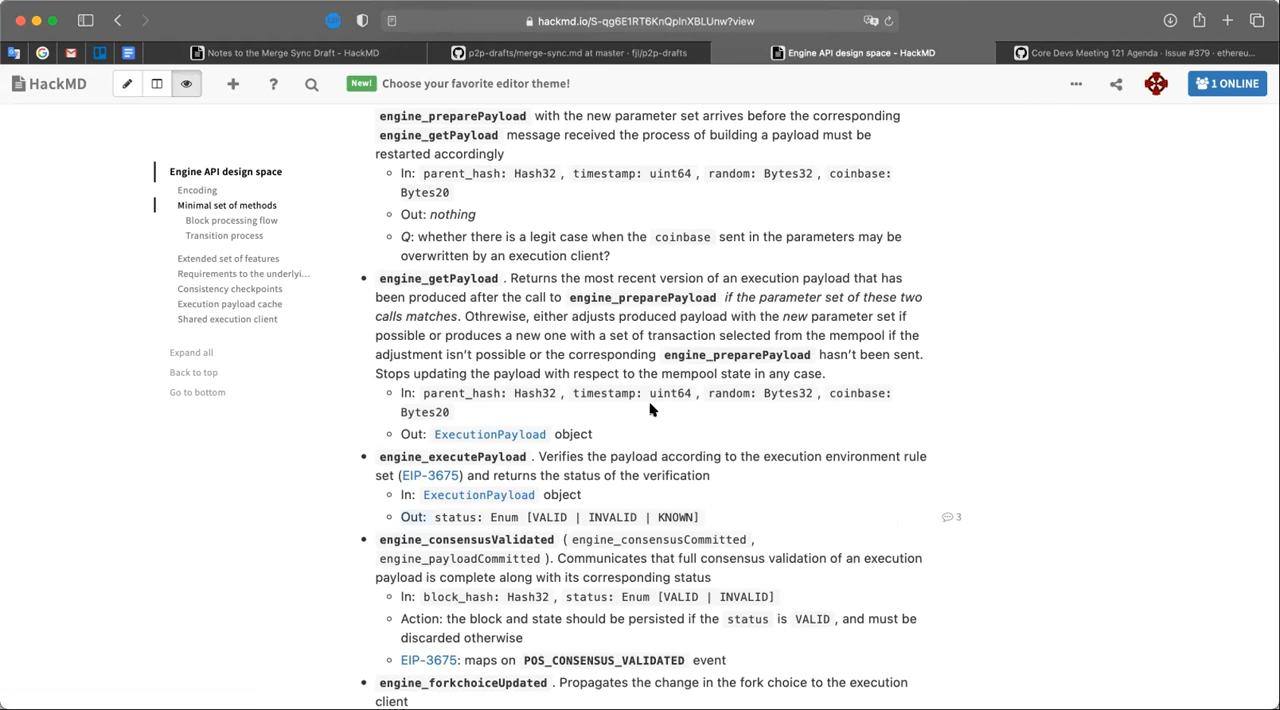 hackmd.io/S-qg6E1RT6KnQplnXBLUnw?view
Notes to the Merge Sync Draft - HackMD
p2p-drafts/merge-sync.md at master · fjl/p2p-drafts
Engine API design space - HackMD
Core Devs Meeting 121 Agenda · Issue #379 · ethereu...
HackMD
New!
Choose your favorite editor theme!
1 ONLINE
Engine API design space
Encoding
Minimal set of methods
Block processing flow
Transition process
Extended set of features
Requirements to the underlyi...
Consistency checkpoints
Execution payload cache
Shared execution client
Expand all
Back to top
Go to bottom
engine_preparePayload with the new parameter set arrives before the corresponding
engine_getPayload message received the process of building a payload must be
restarted accordingly
In: parent_hash: Hash32 , timestamp: uint64 , random: Bytes32 , coinbase:
Bytes20
Out: nothing
Q: whether there is a legit case when the coinbase sent in the parameters may be
overwritten by an execution client?
engine_getPayload . Returns the most recent version of an execution payload that has
been produced after the call to engine_preparePayload if the parameter set of these two
calls matches. Othrewise, either adjusts produced payload with the new parameter set if
possible or produces a new one with a set of transaction selected from the mempool if the
adjustment isn't possible or the corresponding engine_preparePayload hasn't been sent.
Stops updating the payload with respect to the mempool state in any case.
In: parent_hash: Hash32 , timestamp: uint64 , random: Bytes32 , coinbase:
Bytes20
Out: ExecutionPayload object
engine_executePayload . Verifies the payload according to the execution environment rule
set (EIP-3675) and returns the status of the verification
In: ExecutionPayload object
Out: status: Enum [VALID | INVALID | KNOWN]
3
engine_consensusValidated ( engine_consensusCommitted ,
engine_payloadCommitted ). Communicates that full consensus validation of an execution
payload is complete along with its corresponding status
In: block_hash: Hash32 , status: Enum [VALID | INVALID]
Action: the block and state should be persisted if the status is VALID , and must be
discarded otherwise
EIP-3675: maps on POS_CONSENSUS_VALIDATED event
engine_forkchoiceUpdated . Propagates the change in the fork choice to the execution
client